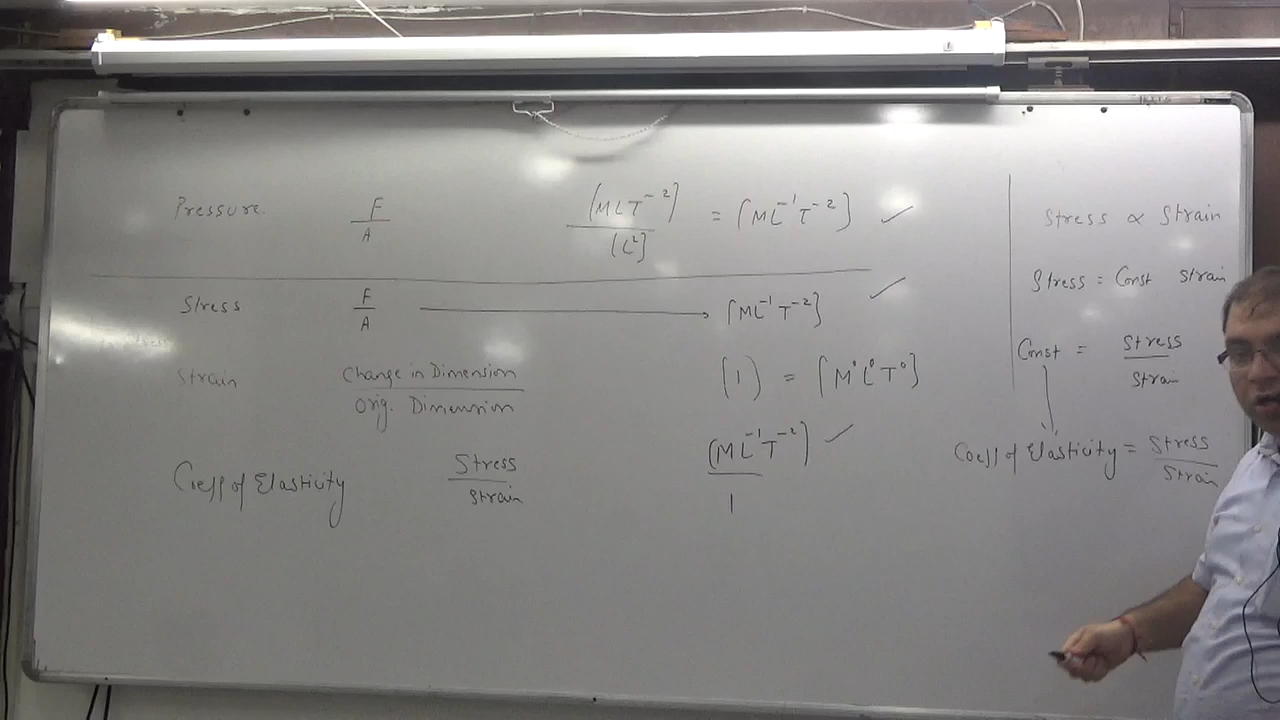 Pressure. F/A [MLT⁻²]/[L²] = [ML⁻¹T⁻²] ✓
Stress F/A → [ML⁻¹T⁻²] ✓
Strain Change in Dimension/Orig. Dimension (1) = [M⁰L⁰T⁰]
Coeff of Elasticity Stress/Strain [ML⁻¹T⁻²]/1 ✓
Stress ∝ Strain
Stress = Const Strain
Const = Stress/Strain
Coeff of Elasticity = Stress/Strain